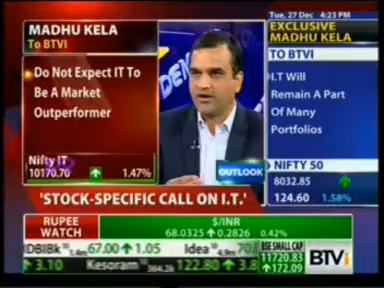 Tue, 27 Dec 4:23 PM
MADHU KELA
To BTVI
EXCLUSIVE
MADHU KELA
TO BTVI
Do Not Expect IT To
Be A Market
Outperformer
I.T Will
Remain A Part
Of Many
Portfolios
Nifty IT
10170.70 1.47%
OUTLOOK
NIFTY 50
8032.85
124.60 1.58%
'STOCK-SPECIFIC CALL ON I.T.'
RUPEE
WATCH
$/INR
68.0325 0.2826 0.42%
IDBIBk 67.00 1.05 Idea
BSE SMALL CAP
11720.83
172.09
BTVi
3.10 Kesoram 122.80